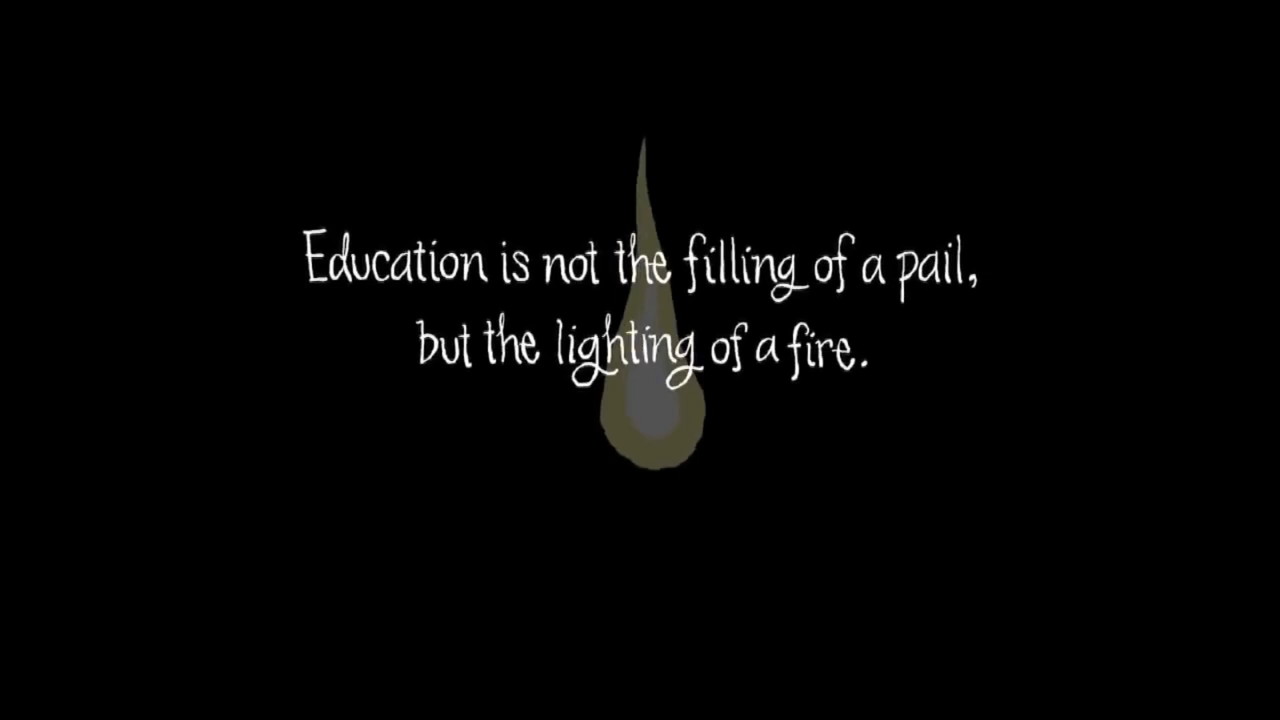 Education is not the filling of a pail,
but the lighting of a fire.